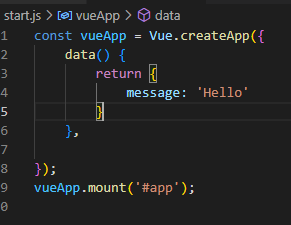 start.js > vueApp > data
1 const vueApp = Vue.createApp({
2     data() {
3         return {
4             message: 'Hello'
5         }
6     },
7
8 });
9 vueApp.mount('#app');
0